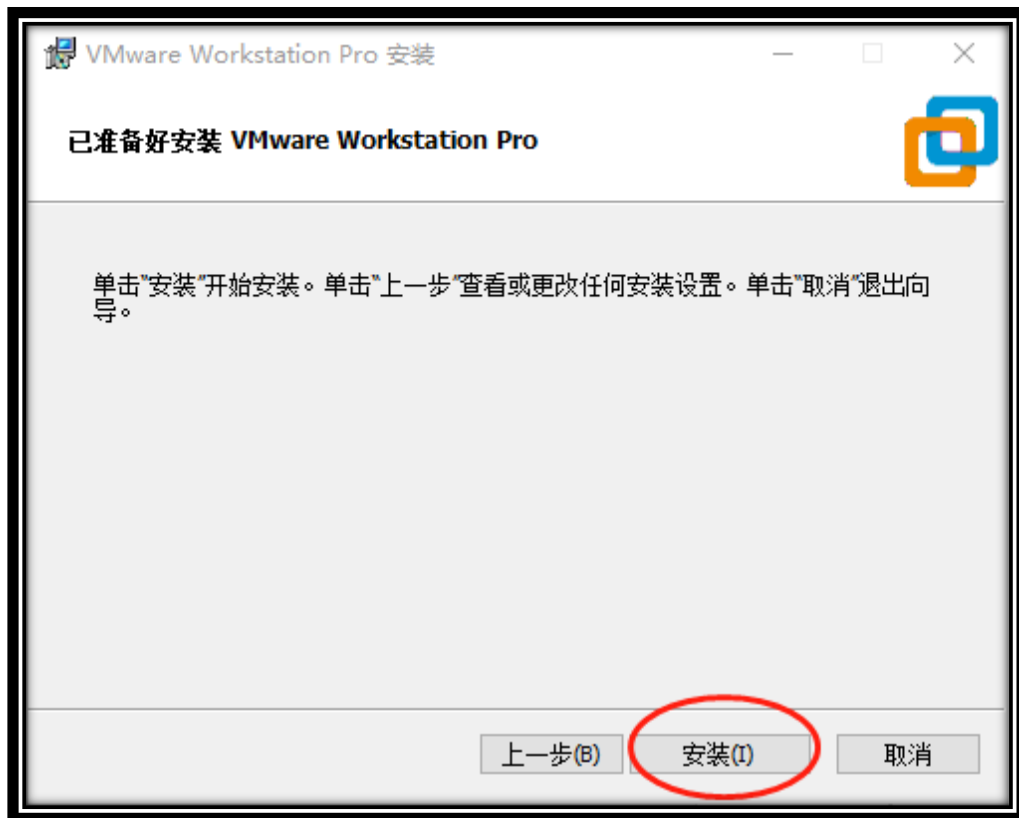 VMware Workstation Pro 安装
已准备好安装 VMware Workstation Pro
单击"安装"开始安装。单击"上一步"查看或更改任何安装设置。单击"取消"退出向
导。
上一步(B) 安装(I) 取消